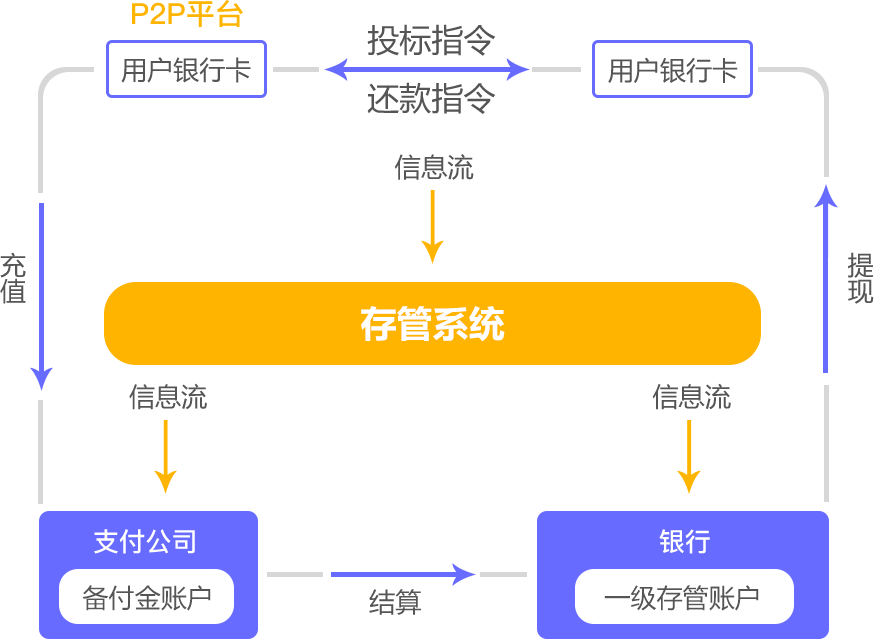 P2P平台
用户银行卡
投标指令
还款指令
用户银行卡
信息流
充值
提现
存管系统
信息流
信息流
支付公司
备付金账户
结算
银行
一级存管账户